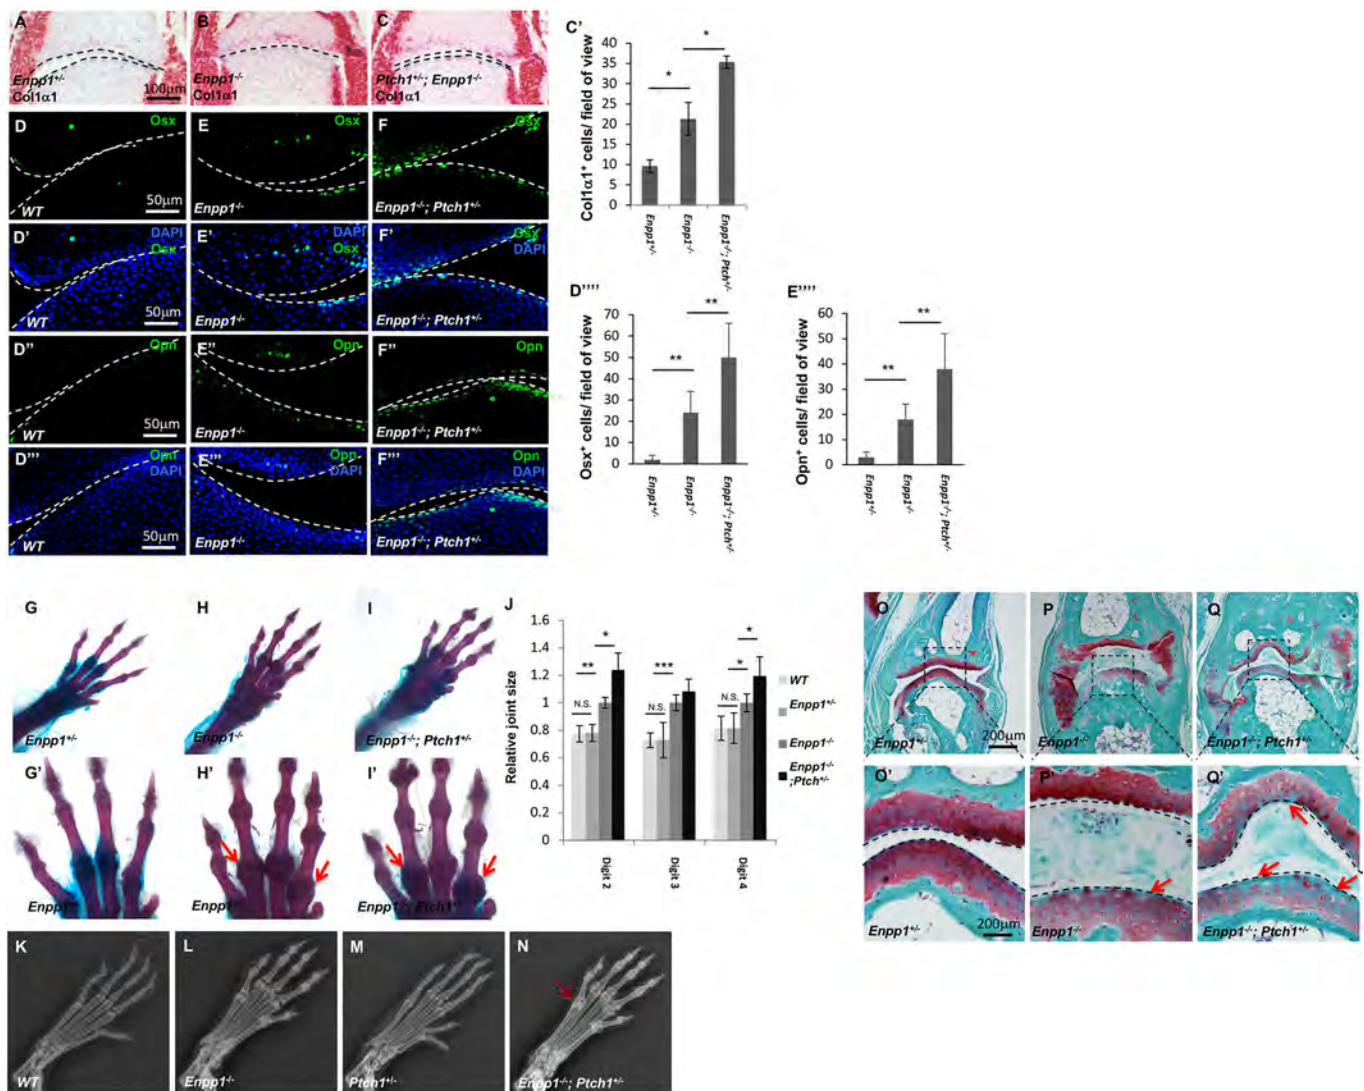 A
Enpp1+/-
Col1α1
100µm
B
Enpp1-/-
Col1α1
C
Ptch1+/-; Enpp1-/-
Col1α1
C'
Col1α1+ cells/ field of view
40
35
30
25
20
15
10
5
0
*
*
Enpp1+/-
Enpp1-/-
Enpp1-/-; Ptch+/-
D
Osx
WT
50µm
E
Osx
Enpp1-/-
F
Osx
Enpp1-/-; Ptch1+/-
D'
DAPI
Osx
WT
50µm
E'
DAPI
Osx
Enpp1-/-
F'
Osx
DAPI
Enpp1-/-; Ptch1+/-
D''
Opn
WT
50µm
E''
Opn
Enpp1-/-
F''
Opn
Enpp1-/-; Ptch1+/-
D'''
Opn
DAPI
WT
50µm
E'''
Opn
DAPI
Enpp1-/-
F'''
Opn
DAPI
Enpp1-/-; Ptch1+/-
D''''
Osx+ cells/ field of view
70
60
50
40
30
20
10
0
**
**
Enpp1+/-
Enpp1-/-
Enpp1-/-; Ptch+/-
E''''
Opn+ cells/ field of view
60
50
40
30
20
10
0
**
**
Enpp1+/-
Enpp1-/-
Enpp1-/-; Ptch+/-
G
Enpp1+/-
H
Enpp1-/-
I
Enpp1-/-; Ptch1+/-
G'
H'
I'
J
Relative joint size
1.6
1.4
1.2
1
0.8
0.6
0.4
0.2
0
N.S.
**
*
N.S.
***
N.S.
*
*
Digit 2
Digit 3
Digit 4
WT
Enpp1+/-
Enpp1-/-
Enpp1-/-
;Ptch+/-
K
WT
L
Enpp1-/-
M
Ptch1+/-
N
Enpp1-/-; Ptch1+/-
O
Enpp1+/-
200µm
P
Enpp1-/-
Q
Enpp1-/-; Ptch1+/-
O'
Enpp1+/-
200µm
P'
Enpp1-/-
Q'
Enpp1-/-; Ptch1+/-